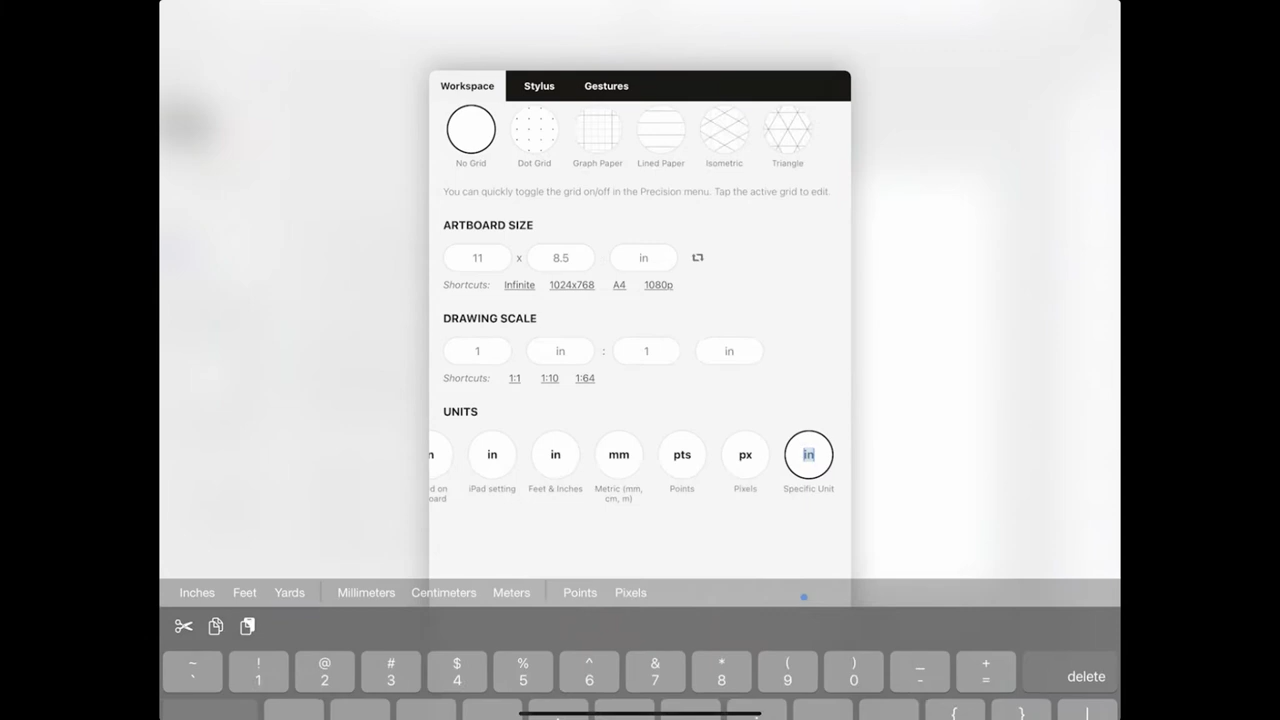 Workspace Stylus Gestures
No Grid Dot Grid Graph Paper Lined Paper Isometric Triangle
You can quickly toggle the grid on/off in the Precision menu. Tap the active grid to edit.
ARTBOARD SIZE
11 x 8.5 in
Shortcuts: Infinite 1024x768 A4 1080p
DRAWING SCALE
1 in : 1 in
Shortcuts: 1:1 1:10 1:64
UNITS
n in in mm pts px in
d on iPad setting Feet & Inches Metric (mm, Points Pixels Specific Unit
oard cm, m)
Inches Feet Yards Millimeters Centimeters Meters Points Pixels
~ ! @ # $ % ^ & * ( ) _ +
` 1 2 3 4 5 6 7 8 9 0 - = delete
{ } |